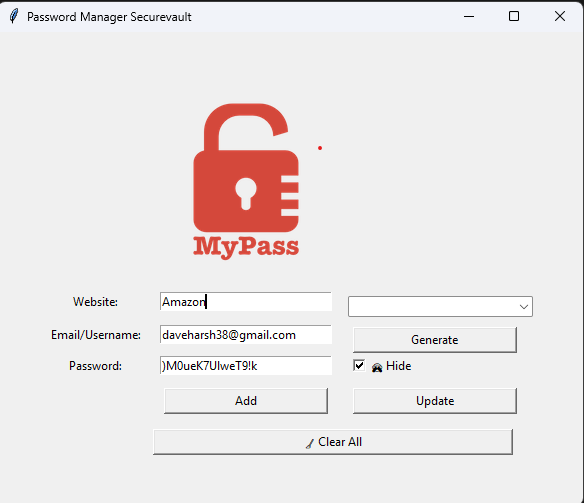 Password Manager Securevault
MyPass
Website: Amazon
Email/Username: daveharsh38@gmail.com Generate
Password: )M0ueK7UlweT9!k Hide
Add Update
Clear All